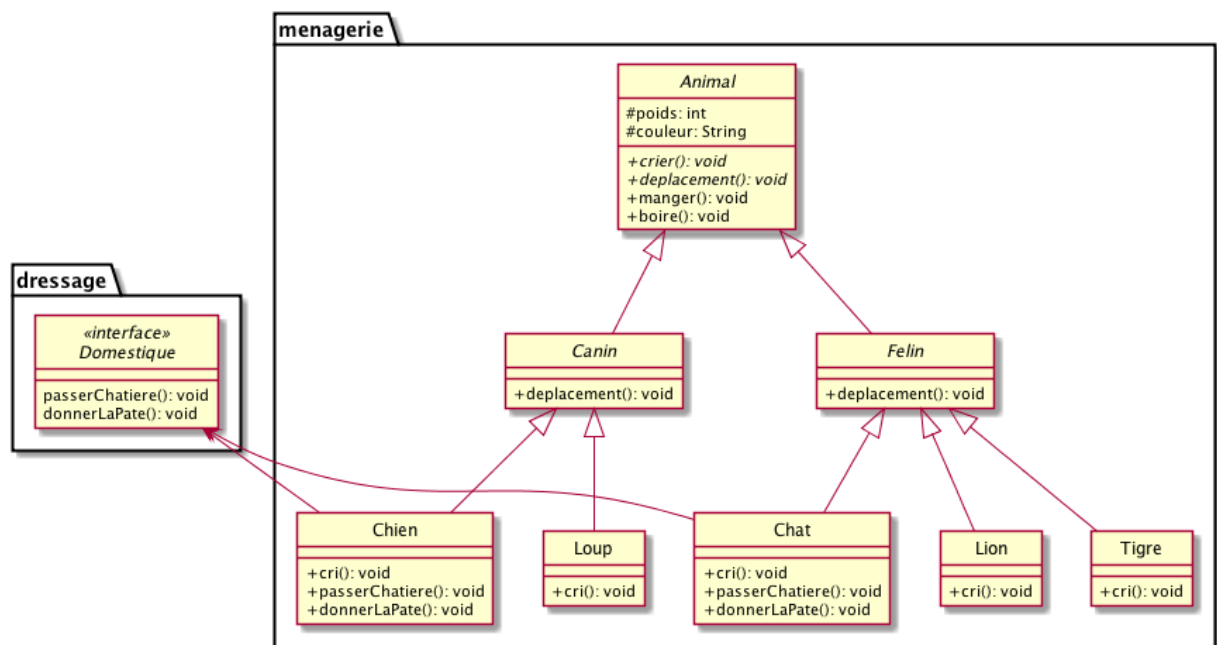 menagerie
Animal
#poids: int
#couleur: String
+crier(): void
+deplacement(): void
+manger(): void
+boire(): void
dressage
«interface»
Domestique
passerChatiere(): void
donnerLaPate(): void
Canin
+deplacement(): void
Felin
+deplacement(): void
Chien
+cri(): void
+passerChatiere(): void
+donnerLaPate(): void
Loup
+cri(): void
Chat
+cri(): void
+passerChatiere(): void
+donnerLaPate(): void
Lion
+cri(): void
Tigre
+cri(): void